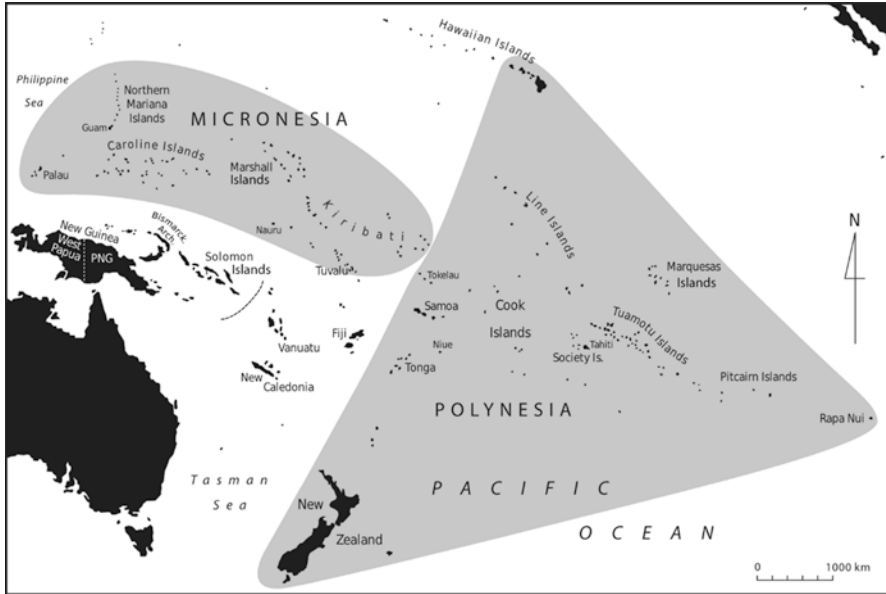 Hawaiian Islands
Philippine
Sea
Northern
Mariana
Islands
Guam
MICRONESIA
Caroline Islands
Marshall
Islands
Palau
Kiribati
Nauru
Line Islands
New Guinea
Bismarck
Arch.
West
Papua
PNG
Solomon
Islands
Tuvalu
Tokelau
Marquesas
Islands
N
Samoa
Cook
Islands
Tuamotu Islands
Fiji
Vanuatu
Niue
Tahiti
Society Is.
Tonga
New
Caledonia
Pitcairn Islands
POLYNESIA
Rapa Nui
Tasman
Sea
PACIFIC
OCEAN
New
Zealand
0 1000 km